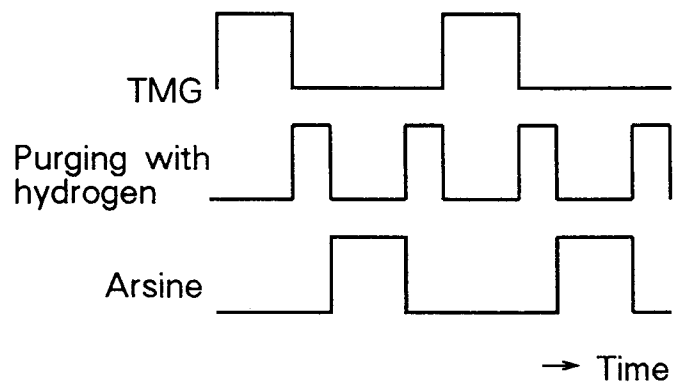 TMG
Purging with
hydrogen
Arsine
→ Time